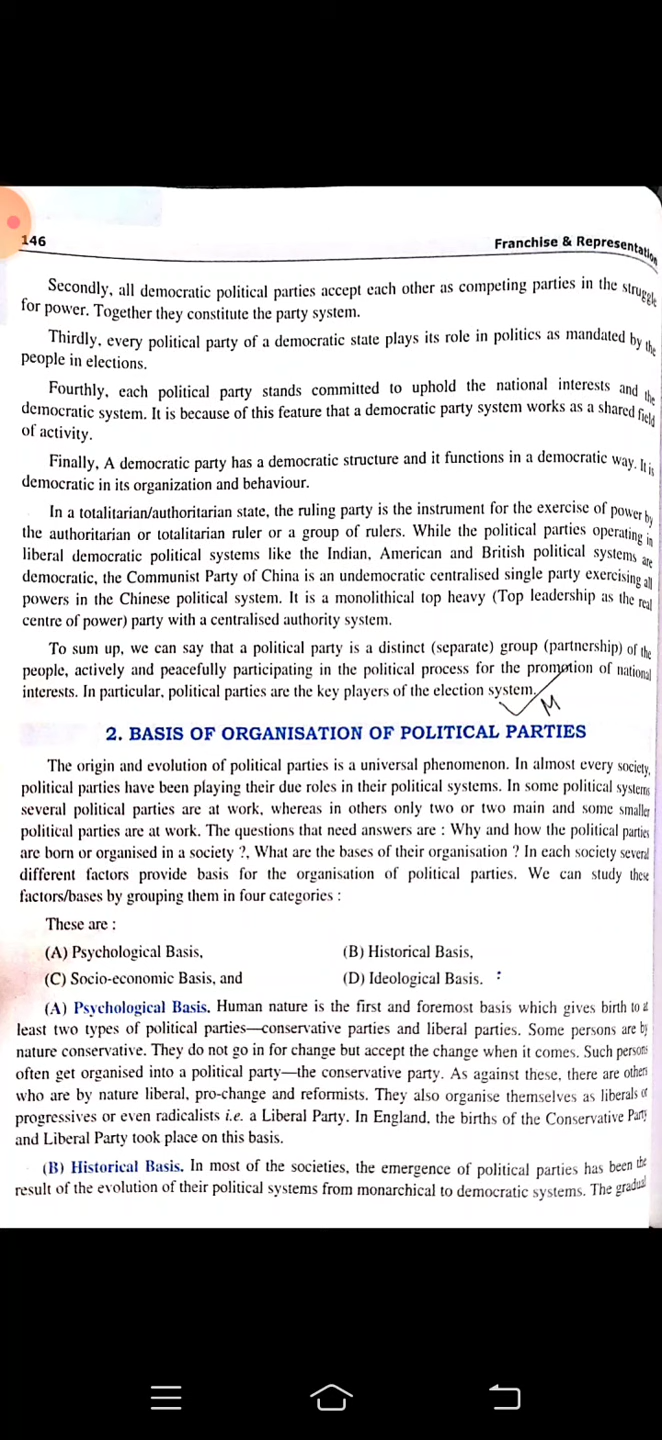 146
Franchise & Representation
Secondly, all democratic political parties accept each other as competing parties in the struggle
for power. Together they constitute the party system.
Thirdly, every political party of a democratic state plays its role in politics as mandated by the
people in elections.
Fourthly, each political party stands committed to uphold the national interests and the
democratic system. It is because of this feature that a democratic party system works as a shared field
of activity.
Finally, A democratic party has a democratic structure and it functions in a democratic way. It is
democratic in its organization and behaviour.
In a totalitarian/authoritarian state, the ruling party is the instrument for the exercise of power by
the authoritarian or totalitarian ruler or a group of rulers. While the political parties operating in
liberal democratic political systems like the Indian, American and British political systems are
democratic, the Communist Party of China is an undemocratic centralised single party exercising all
powers in the Chinese political system. It is a monolithical top heavy (Top leadership as the real
centre of power) party with a centralised authority system.
To sum up, we can say that a political party is a distinct (separate) group (partnership) of the
people, actively and peacefully participating in the political process for the promotion of national
interests. In particular, political parties are the key players of the election system.
M
2. BASIS OF ORGANISATION OF POLITICAL PARTIES
The origin and evolution of political parties is a universal phenomenon. In almost every society,
political parties have been playing their due roles in their political systems. In some political systems
several political parties are at work, whereas in others only two or two main and some smaller
political parties are at work. The questions that need answers are : Why and how the political parties
are born or organised in a society ?, What are the bases of their organisation ? In each society several
different factors provide basis for the organisation of political parties. We can study these
factors/bases by grouping them in four categories :
These are :
(A) Psychological Basis, (B) Historical Basis,
(C) Socio-economic Basis, and (D) Ideological Basis. :
(A) Psychological Basis. Human nature is the first and foremost basis which gives birth to at
least two types of political parties—conservative parties and liberal parties. Some persons are by
nature conservative. They do not go in for change but accept the change when it comes. Such persons
often get organised into a political party—the conservative party. As against these, there are others
who are by nature liberal, pro-change and reformists. They also organise themselves as liberals or
progressives or even radicalists i.e. a Liberal Party. In England, the births of the Conservative Party
and Liberal Party took place on this basis.
(B) Historical Basis. In most of the societies, the emergence of political parties has been the
result of the evolution of their political systems from monarchical to democratic systems. The gradual